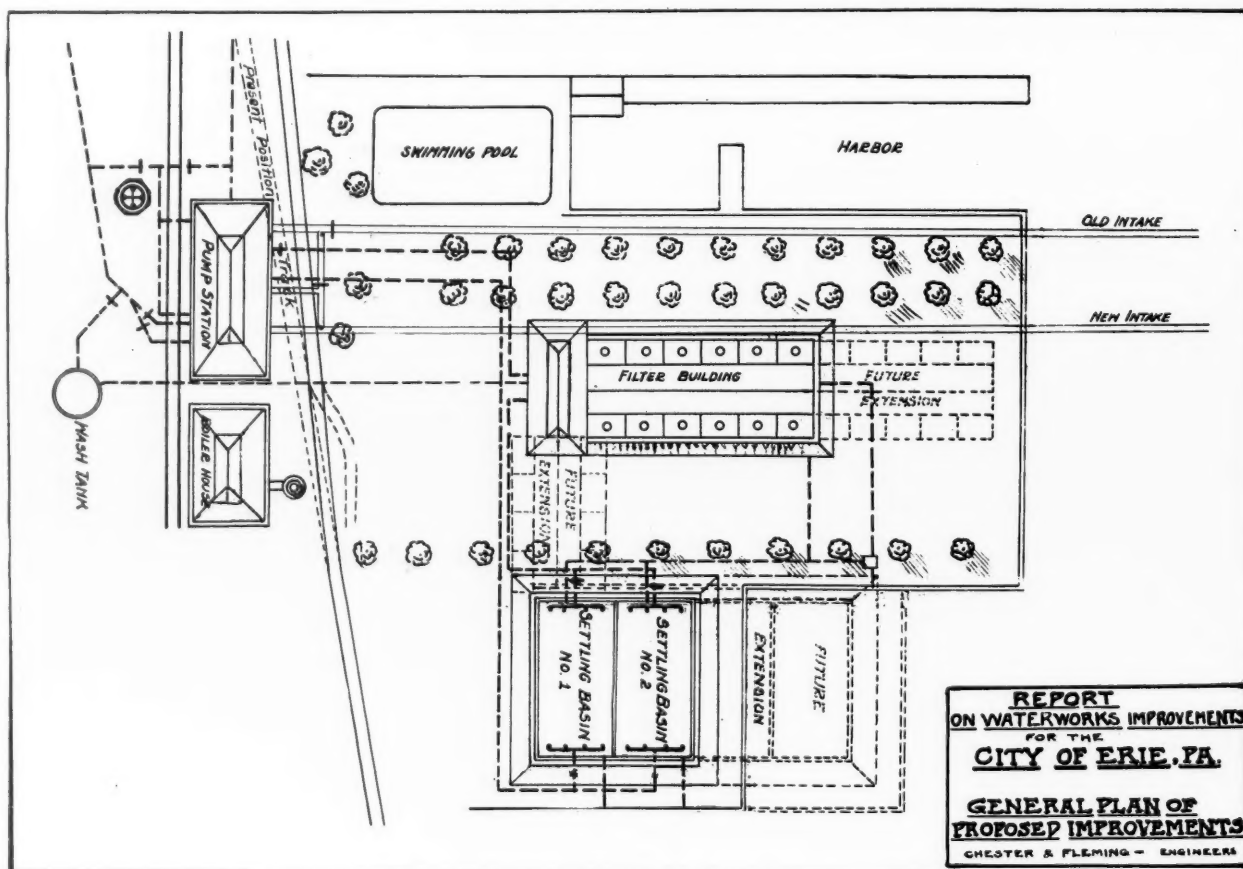 Present Position
Track
SWIMMING POOL
HARBOR
OLD INTAKE
NEW INTAKE
PUMP STATION
WASH TANK
BOILER HOUSE
FILTER BUILDING
FUTURE
EXTENSION
FUTURE
EXTENSION
SETTLING BASIN
No. 1
SETTLING BASIN
No. 2
FUTURE
EXTENSION
REPORT
ON WATERWORKS IMPROVEMENTS
FOR THE
CITY OF ERIE, PA.
GENERAL PLAN OF
PROPOSED IMPROVEMENTS
CHESTER & FLEMING - ENGINEERS